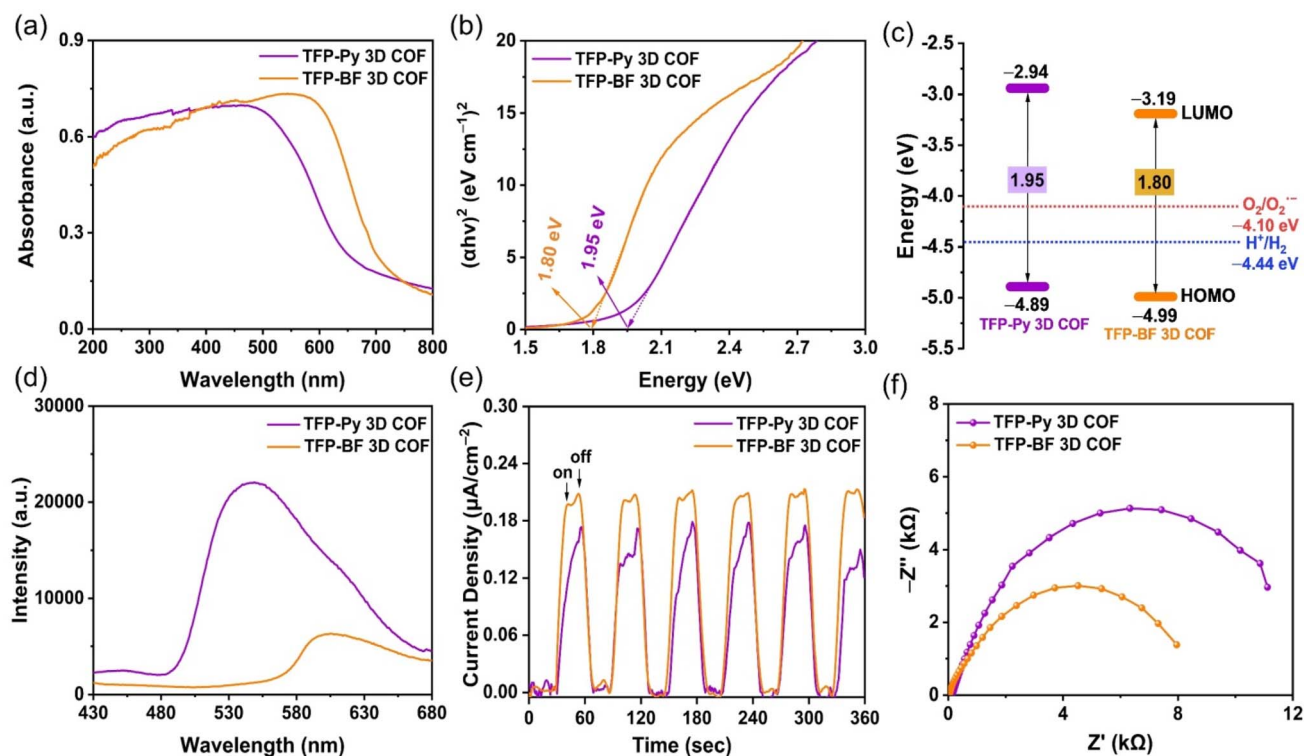 (a)
TFP-Py 3D COF
TFP-BF 3D COF
0.9
0.6
0.3
0.0
Absorbance (a.u.)
200 300 400 500 600 700 800
Wavelength (nm)
(b)
TFP-Py 3D COF
TFP-BF 3D COF
20
15
10
5
0
(αhv)² (eV cm⁻¹)²
1.80 eV
1.95 eV
1.5 1.8 2.1 2.4 2.7 3.0
Energy (eV)
(c)
-2.5
-3.0
-3.5
-4.0
-4.5
-5.0
-5.5
Energy (eV)
−2.94
−3.19
LUMO
1.95
1.80
O₂/O₂˙⁻
−4.10 eV
H⁺/H₂
−4.44 eV
−4.89
−4.99
HOMO
TFP-Py 3D COF
TFP-BF 3D COF
(d)
TFP-Py 3D COF
TFP-BF 3D COF
30000
20000
10000
0
Intensity (a.u.)
430 480 530 580 630 680
Wavelength (nm)
(e)
TFP-Py 3D COF
TFP-BF 3D COF
on
off
0.30
0.24
0.18
0.12
0.06
0.00
Current Density (µA/cm⁻²)
0 60 120 180 240 300 360
Time (sec)
(f)
TFP-Py 3D COF
TFP-BF 3D COF
8
6
4
2
0
−Z'' (kΩ)
0 4 8 12
Z' (kΩ)